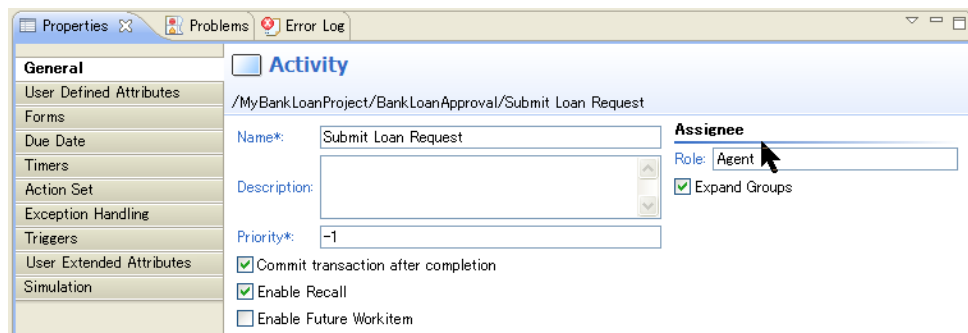 Properties Problems Error Log
General
User Defined Attributes
Forms
Due Date
Timers
Action Set
Exception Handling
Triggers
User Extended Attributes
Simulation
Activity
/MyBankLoanProject/BankLoanApproval/Submit Loan Request
Name*: Submit Loan Request
Description:
Priority*: -1
Commit transaction after completion
Enable Recall
Enable Future Workitem
Assignee
Role: Agent
Expand Groups